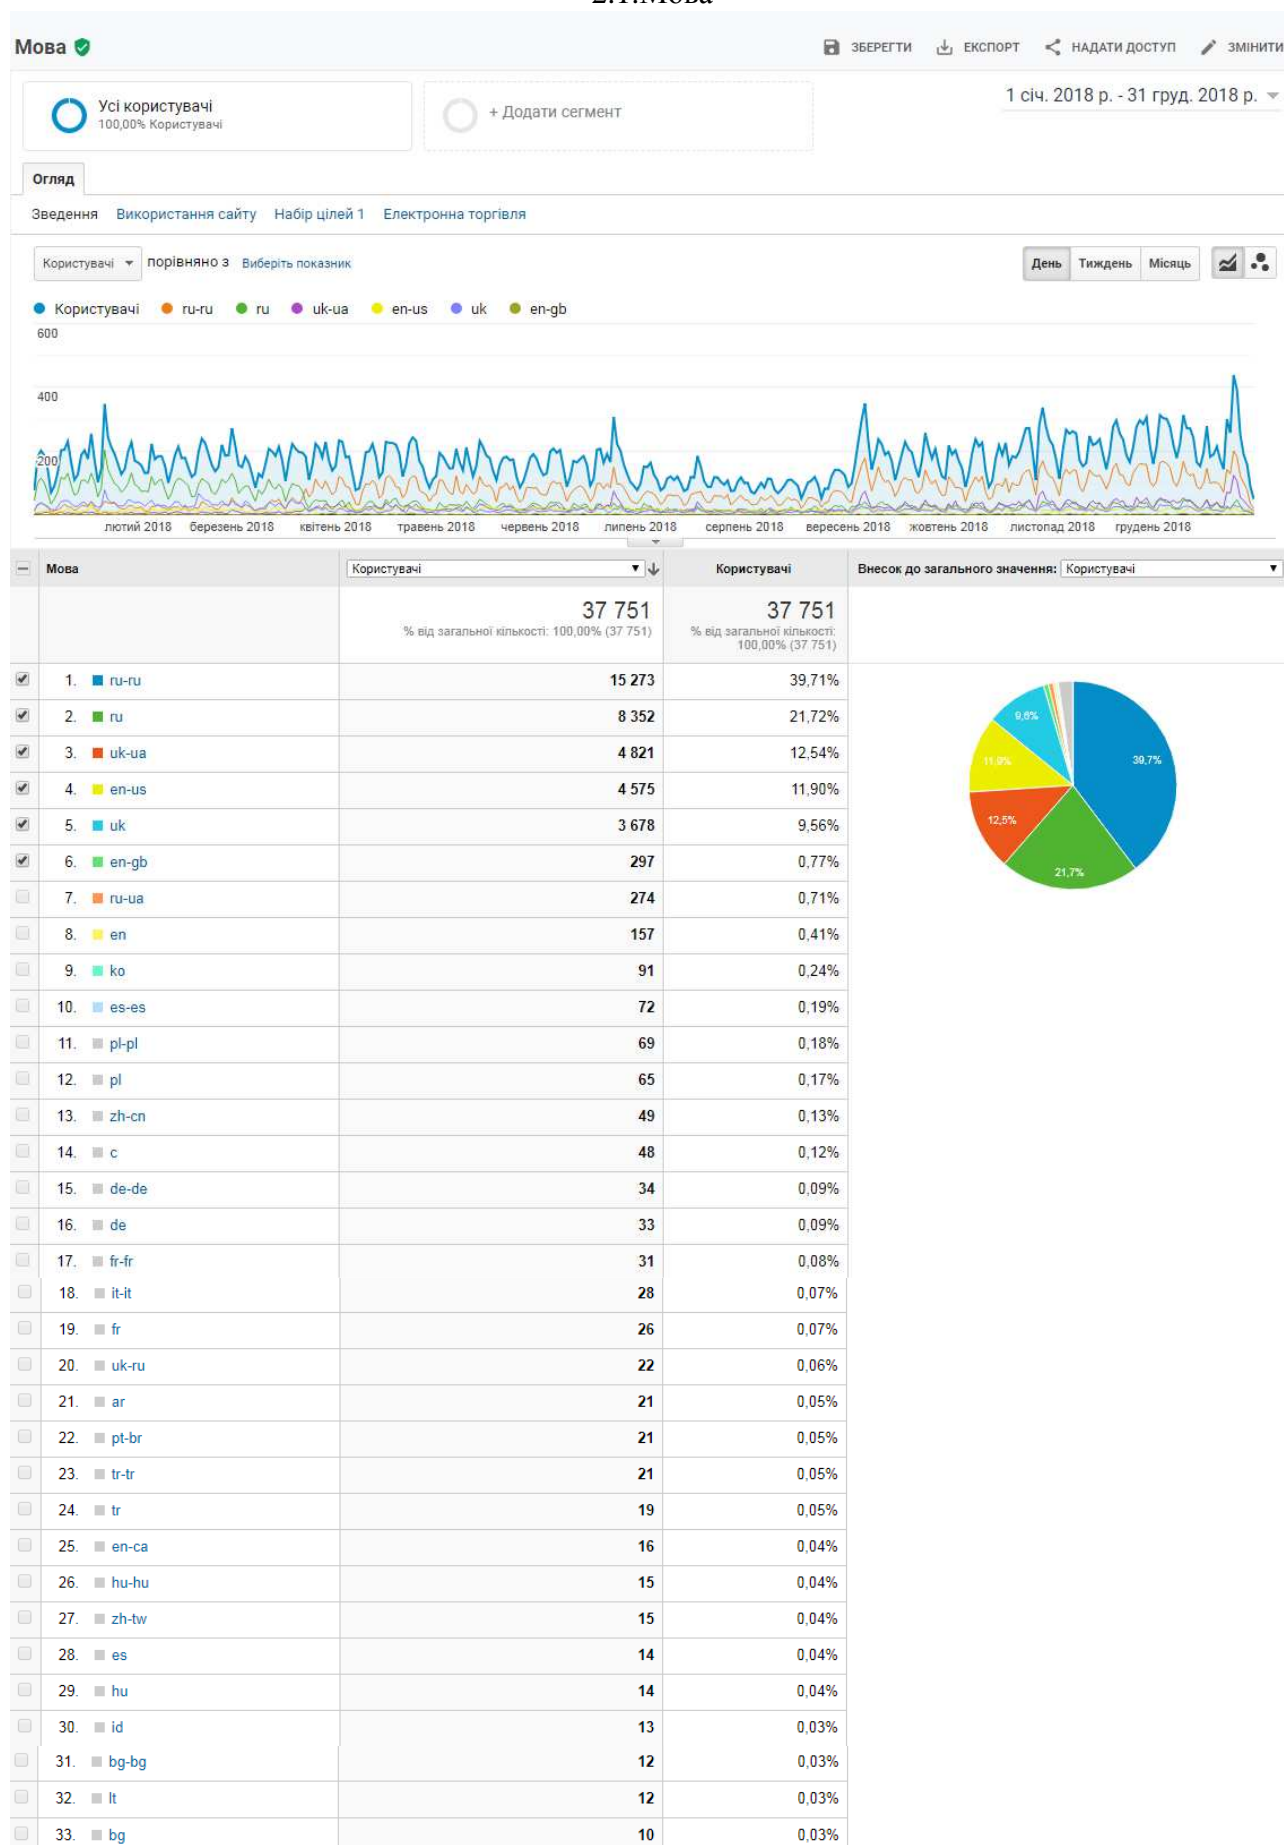 2.1.Мова
Мова
ЗБЕРЕГТИ ЕКСПОРТ НАДАТИ ДОСТУП ЗМІНИТИ
Усі користувачі
100,00% Користувачі
+ Додати сегмент
1 січ. 2018 р. - 31 груд. 2018 р.
Огляд
Зведення Використання сайту Набір цілей 1 Електронна торгівля
Користувачі порівняно з Виберіть показник
День Тиждень Місяць
Користувачі ru-ru ru uk-ua en-us uk en-gb
600
400
200
лютий 2018 березень 2018 квітень 2018 травень 2018 червень 2018 липень 2018 серпень 2018 вересень 2018 жовтень 2018 листопад 2018 грудень 2018
Мова Користувачі Користувачі Внесок до загального значення: Користувачі
37 751 37 751
% від загальної кількості: 100,00% (37 751) % від загальної кількості:
100,00% (37 751)
1. ru-ru 15 273 39,71%
2. ru 8 352 21,72%
3. uk-ua 4 821 12,54%
4. en-us 4 575 11,90%
5. uk 3 678 9,56%
6. en-gb 297 0,77%
7. ru-ua 274 0,71%
8. en 157 0,41%
9. ko 91 0,24%
10. es-es 72 0,19%
11. pl-pl 69 0,18%
12. pl 65 0,17%
13. zh-cn 49 0,13%
14. c 48 0,12%
15. de-de 34 0,09%
16. de 33 0,09%
17. fr-fr 31 0,08%
18. it-it 28 0,07%
19. fr 26 0,07%
20. uk-ru 22 0,06%
21. ar 21 0,05%
22. pt-br 21 0,05%
23. tr-tr 21 0,05%
24. tr 19 0,05%
25. en-ca 16 0,04%
26. hu-hu 15 0,04%
27. zh-tw 15 0,04%
28. es 14 0,04%
29. hu 14 0,04%
30. id 13 0,03%
31. bg-bg 12 0,03%
32. lt 12 0,03%
33. bg 10 0,03%
9,6%
11,9%
39,7%
12,5%
21,7%